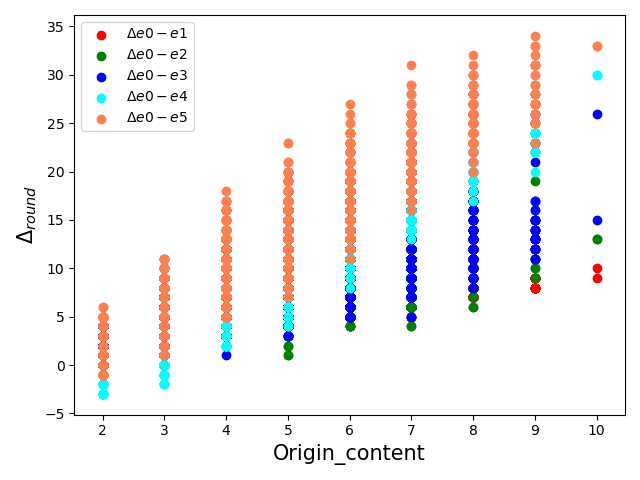 Δe0 − e1
Δe0 − e2
Δe0 − e3
Δe0 − e4
Δe0 − e5
35
30
25
20
15
10
5
0
−5
Δround
2 3 4 5 6 7 8 9 10
Origin_content